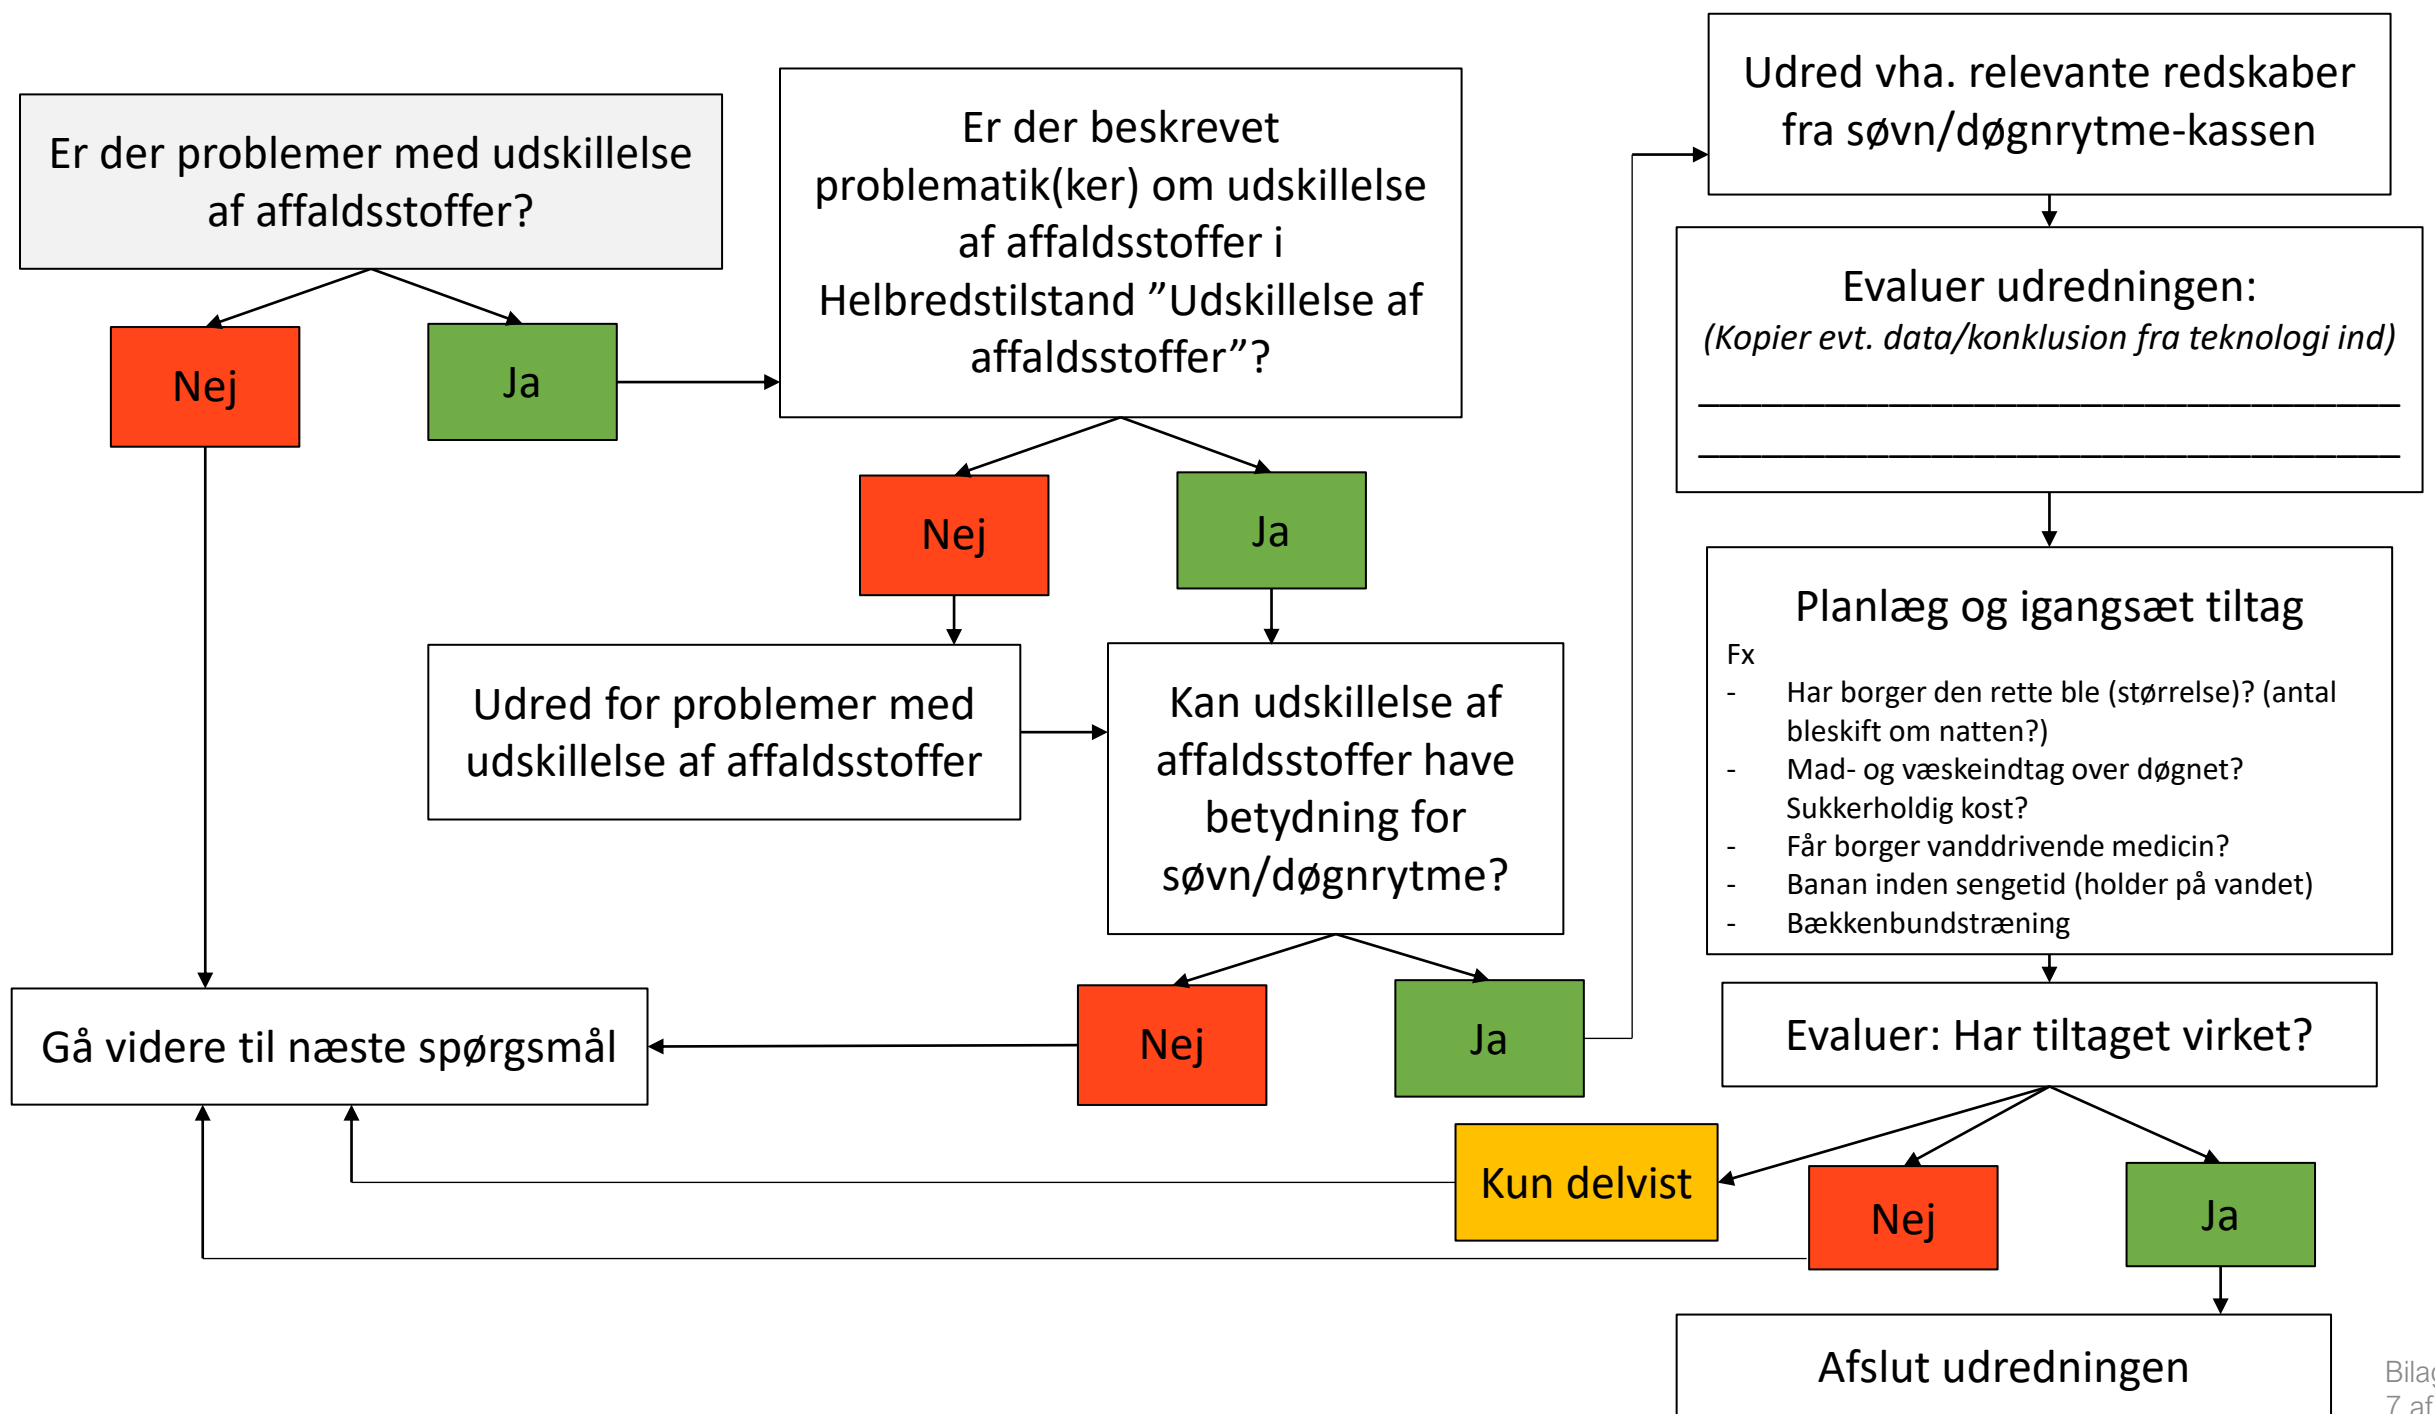 Er der problemer med udskillelse
af affaldsstoffer?
Nej
Ja
Er der beskrevet
problematik(ker) om udskillelse
af affaldsstoffer i
Helbredstilstand ”Udskillelse af
affaldsstoffer”?
Nej
Ja
Udred for problemer med
udskillelse af affaldsstoffer
Kan udskillelse af
affaldsstoffer have
betydning for
søvn/døgnrytme?
Nej
Ja
Gå videre til næste spørgsmål
Udred vha. relevante redskaber
fra søvn/døgnrytme-kassen
Evaluer udredningen:
(Kopier evt. data/konklusion fra teknologi ind)
Planlæg og igangsæt tiltag
Fx
- Har borger den rette ble (størrelse)? (antal
bleskift om natten?)
- Mad- og væskeindtag over døgnet?
Sukkerholdig kost?
- Får borger vanddrivende medicin?
- Banan inden sengetid (holder på vandet)
- Bækkenbundstræning
Evaluer: Har tiltaget virket?
Kun delvist
Nej
Ja
Afslut udredningen
7 af